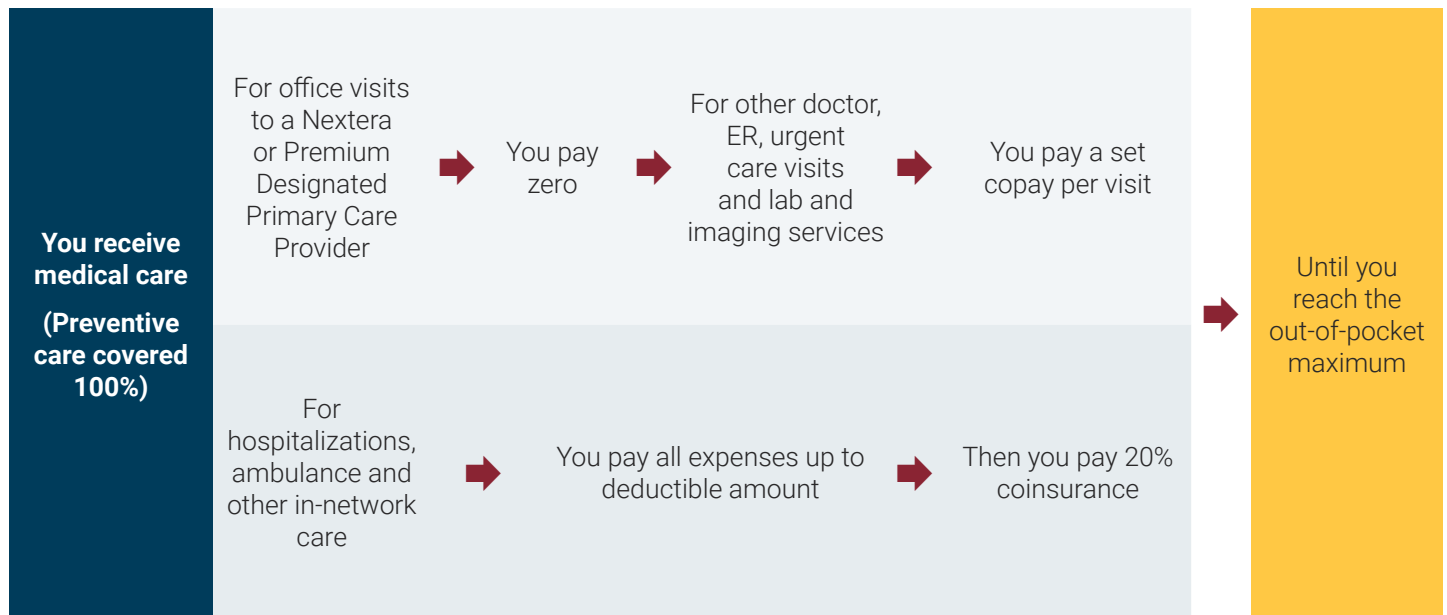 You receive
medical care
(Preventive
care covered
100%)
For office visits
to a Nextera
or Premium
Designated
Primary Care
Provider
You pay
zero
For other doctor,
ER, urgent
care visits
and lab and
imaging services
You pay a set
copay per visit
For
hospitalizations,
ambulance and
other in-network
care
You pay all expenses up to
deductible amount
Then you pay 20%
coinsurance
Until you
reach the
out-of-pocket
maximum